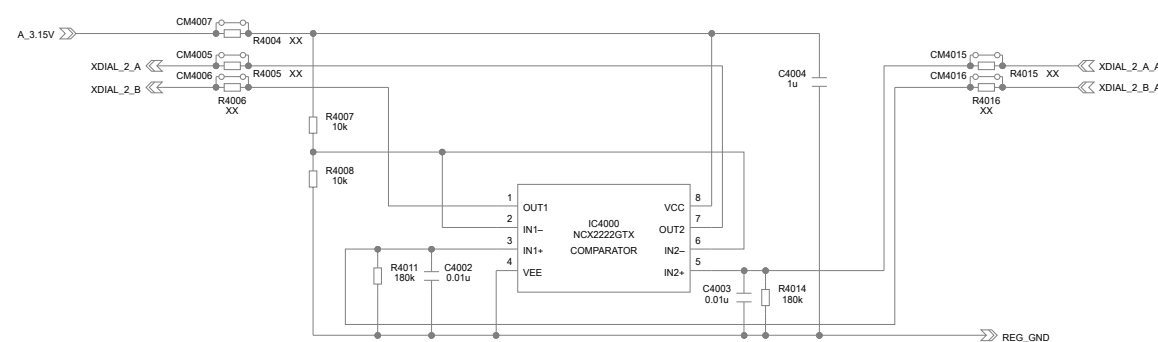 CM4007
A_3.15V
R4004 XX
CM4005
XDIAL_2_A
CM4006
R4005 XX
XDIAL_2_B
R4006
XX
C4004
1u
CM4015
XDIAL_2_A_A
CM4016
R4015 XX
XDIAL_2_B_A
R4016
XX
R4007
10k
R4008
10k
1
OUT1
2
IN1–
3
IN1+
4
VEE
IC4000
NCX2222GTX
COMPARATOR
8
VCC
7
OUT2
6
IN2–
5
IN2+
R4011
180k
C4002
0.01u
C4003
0.01u
R4014
180k
REG_GND